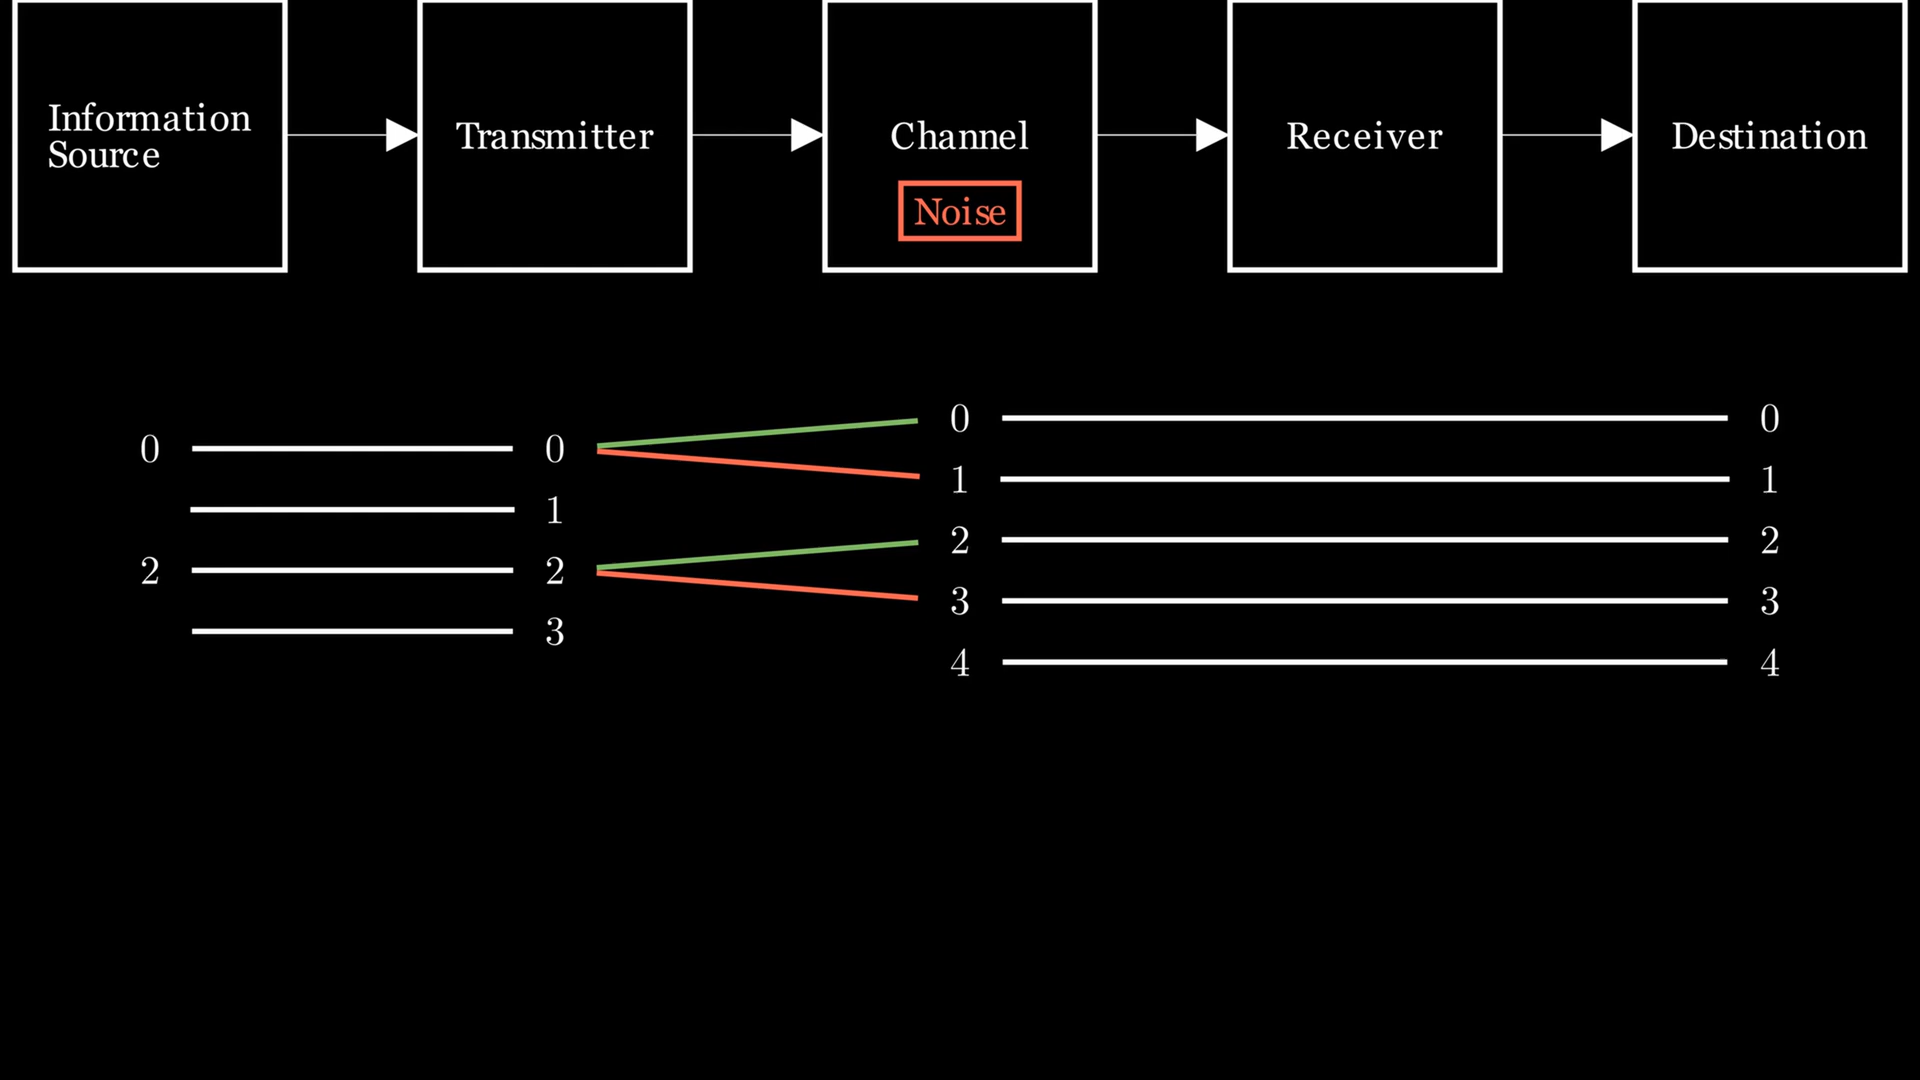 Information
Source
Transmitter
Channel
Noise
Receiver
Destination
0 0 0 0
1 1 1
2 2 2 2
3 3 3
4 4